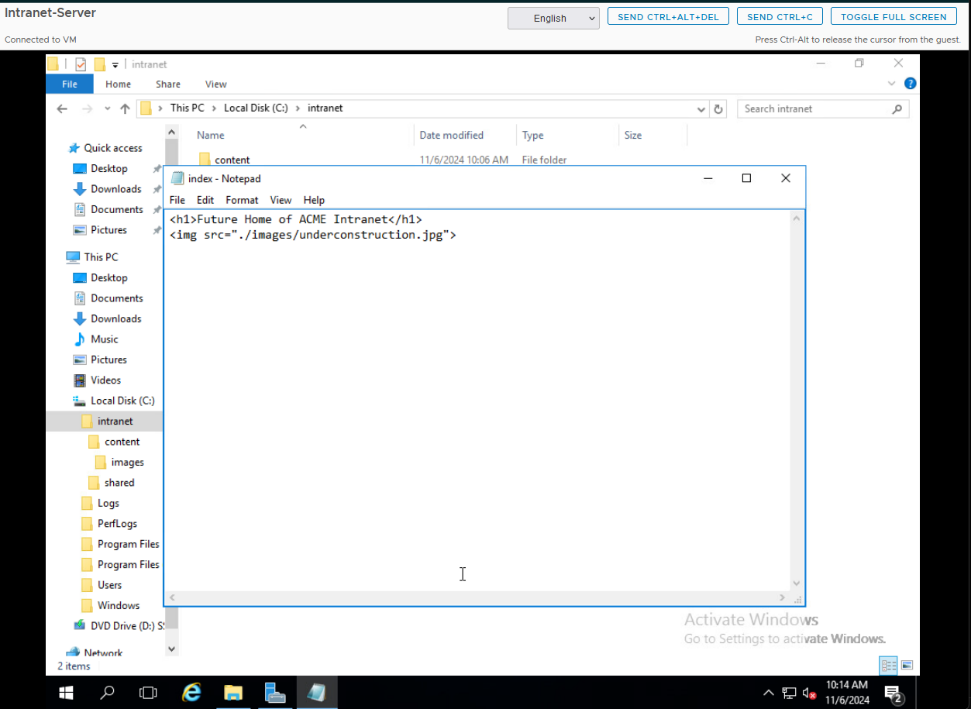 Intranet-Server
English
SEND CTRL+ALT+DEL
SEND CTRL+C
TOGGLE FULL SCREEN
Connected to VM
Press Ctrl-Alt to release the cursor from the guest.
intranet
File Home Share View
This PC > Local Disk (C:) > intranet
Search intranet
Name Date modified Type Size
content 11/6/2024 10:06 AM File folder
Quick access
Desktop
Downloads
Documents
Pictures
This PC
Desktop
Documents
Downloads
Music
Pictures
Videos
Local Disk (C:)
intranet
content
images
shared
Logs
PerfLogs
Program Files
Program Files
Users
Windows
DVD Drive (D:) S
Network
2 items
index - Notepad
File Edit Format View Help
<h1>Future Home of ACME Intranet</h1>
<img src="./images/underconstruction.jpg">
Activate Windows
Go to Settings to activate Windows.
10:14 AM
11/6/2024
2